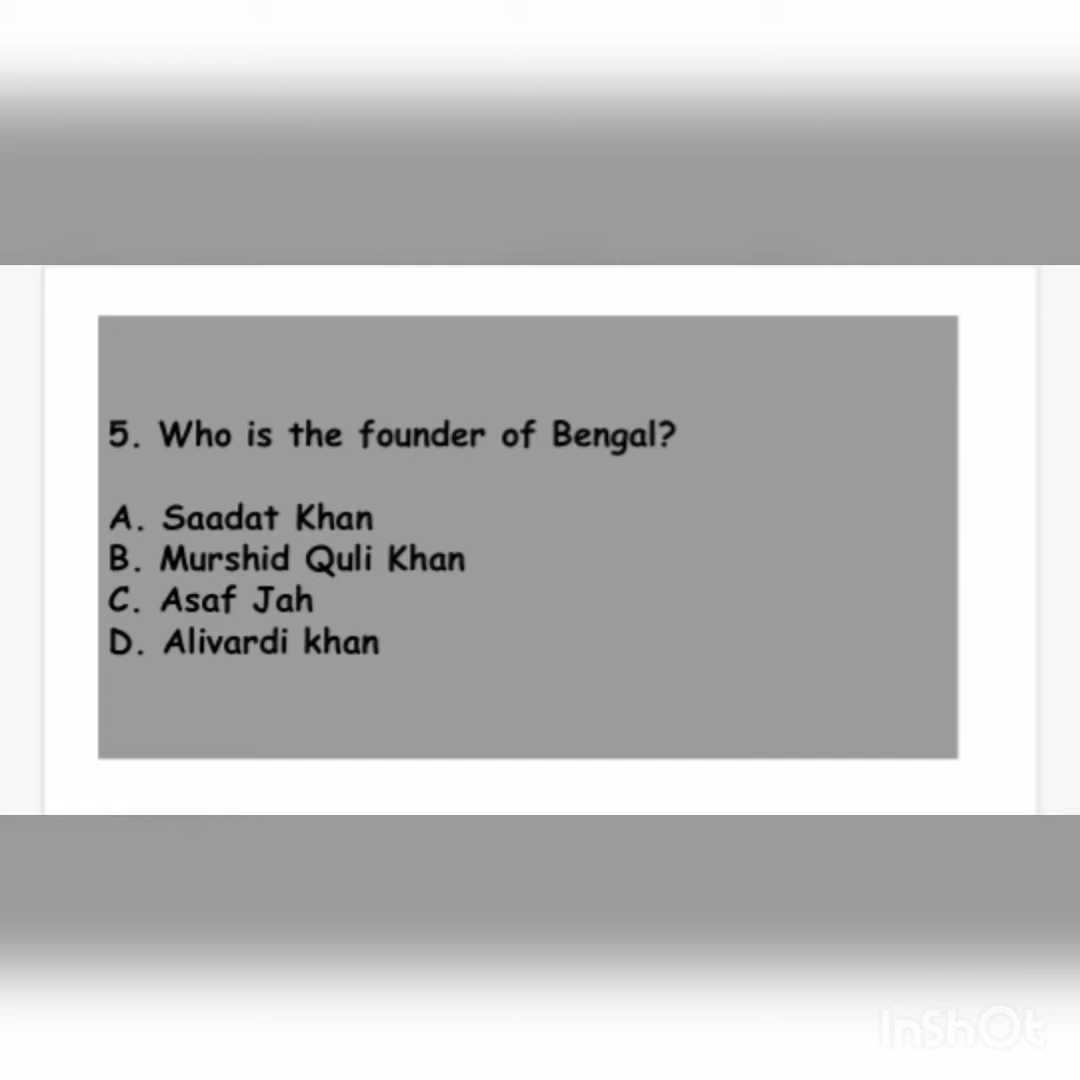 5. Who is the founder of Bengal?
A. Saadat Khan
B. Murshid Quli Khan
C. Asaf Jah
D. Alivardi khan
InShOt